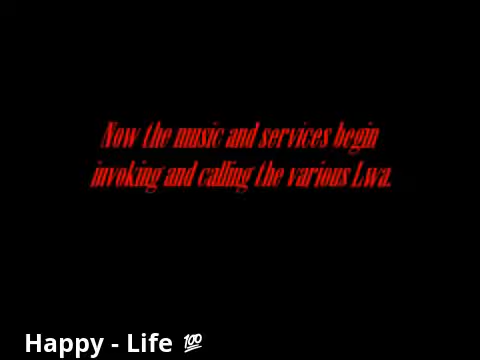 Now the music and services begin
invoking and calling the various Lwa.
Happy - Life 💯